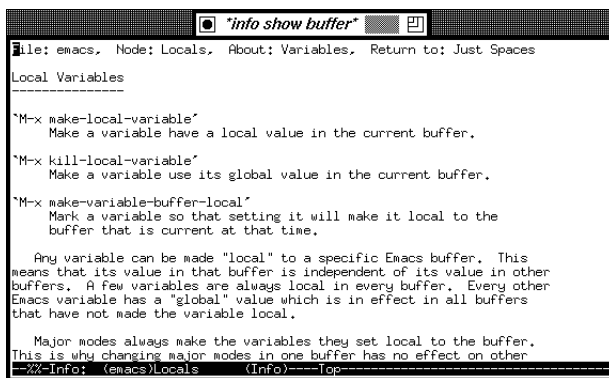 *info show buffer*
File: emacs,  Node: Locals,  About: Variables,  Return to: Just Spaces
Local Variables
---------------
`M-x make-local-variable'
Make a variable have a local value in the current buffer.
`M-x kill-local-variable'
Make a variable use its global value in the current buffer.
`M-x make-variable-buffer-local'
Mark a variable so that setting it will make it local to the
buffer that is current at that time.
Any variable can be made "local" to a specific Emacs buffer.  This
means that its value in that buffer is independent of its value in other
buffers.  A few variables are always local in every buffer.  Every other
Emacs variable has a "global" value which is in effect in all buffers
that have not made the variable local.
Major modes always make the variables they set local to the buffer.
This is why changing major modes in one buffer has no effect on other
--%%-Info:  (emacs)Locals      (Info)----Top---------------------------------